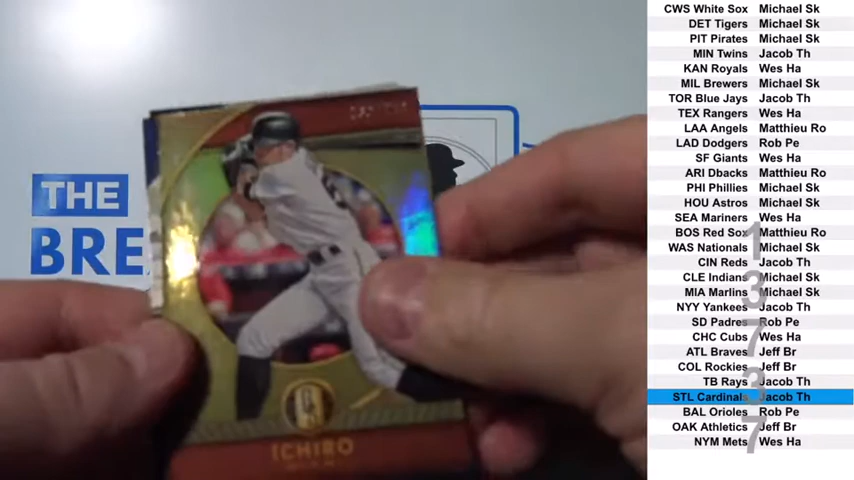 THE
BRE
ICHIRO
CWS White Sox Michael Sk
DET Tigers Michael Sk
PIT Pirates Michael Sk
MIN Twins Jacob Th
KAN Royals Wes Ha
MIL Brewers Michael Sk
TOR Blue Jays Jacob Th
TEX Rangers Wes Ha
LAA Angels Matthieu Ro
LAD Dodgers Rob Pe
SF Giants Wes Ha
ARI Dbacks Matthieu Ro
PHI Phillies Michael Sk
HOU Astros Michael Sk
SEA Mariners Wes Ha
BOS Red Sox Matthieu Ro
WAS Nationals Michael Sk
CIN Reds Jacob Th
CLE Indians Michael Sk
MIA Marlins Michael Sk
NYY Yankees Jacob Th
SD Padres Rob Pe
CHC Cubs Wes Ha
ATL Braves Jeff Br
COL Rockies Jeff Br
TB Rays Jacob Th
STL Cardinals Jacob Th
BAL Orioles Rob Pe
OAK Athletics Jeff Br
NYM Mets Wes Ha
1
3
7
3
7